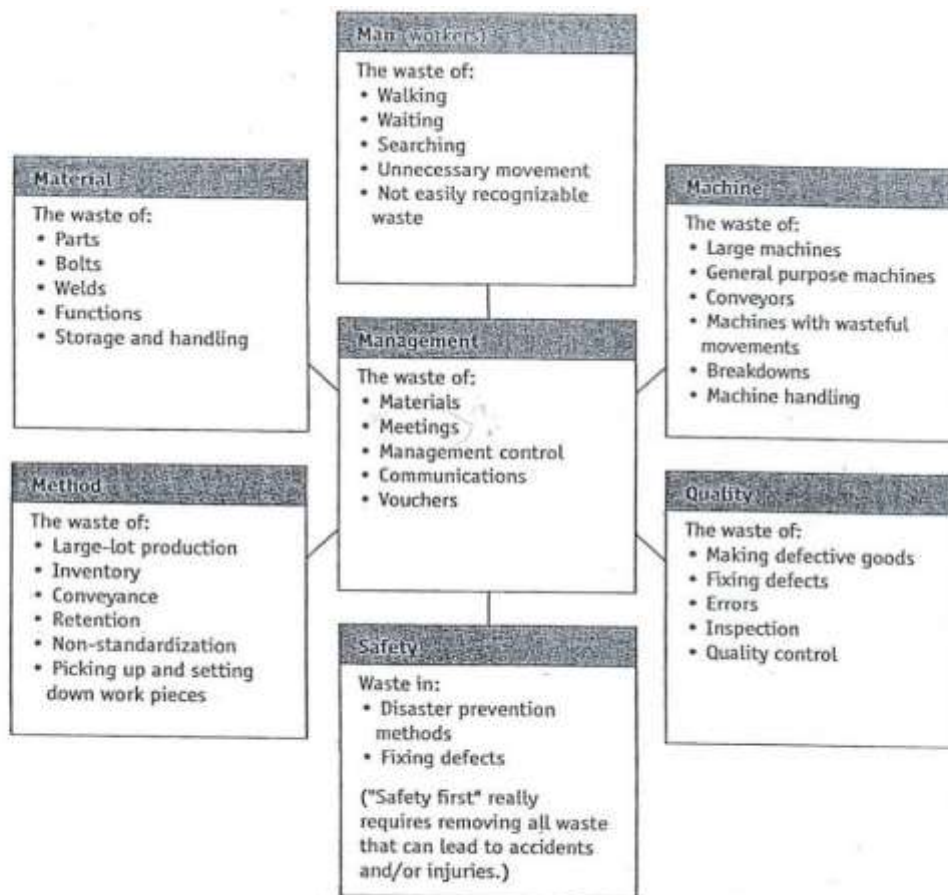 Man (workers)
The waste of:
• Walking
• Waiting
• Searching
• Unnecessary movement
• Not easily recognizable
waste
Material
The waste of:
• Parts
• Bolts
• Welds
• Functions
• Storage and handling
Machine
The waste of:
• Large machines
• General purpose machines
• Conveyors
• Machines with wasteful
movements
• Breakdowns
• Machine handling
Management
The waste of:
• Materials
• Meetings
• Management control
• Communications
• Vouchers
Method
The waste of:
• Large-lot production
• Inventory
• Conveyance
• Retention
• Non-standardization
• Picking up and setting
down work pieces
Quality
The waste of:
• Making defective goods
• Fixing defects
• Errors
• Inspection
• Quality control
Safety
Waste in:
• Disaster prevention
methods
• Fixing defects
("Safety first" really
requires removing all waste
that can lead to accidents
and/or injuries.)